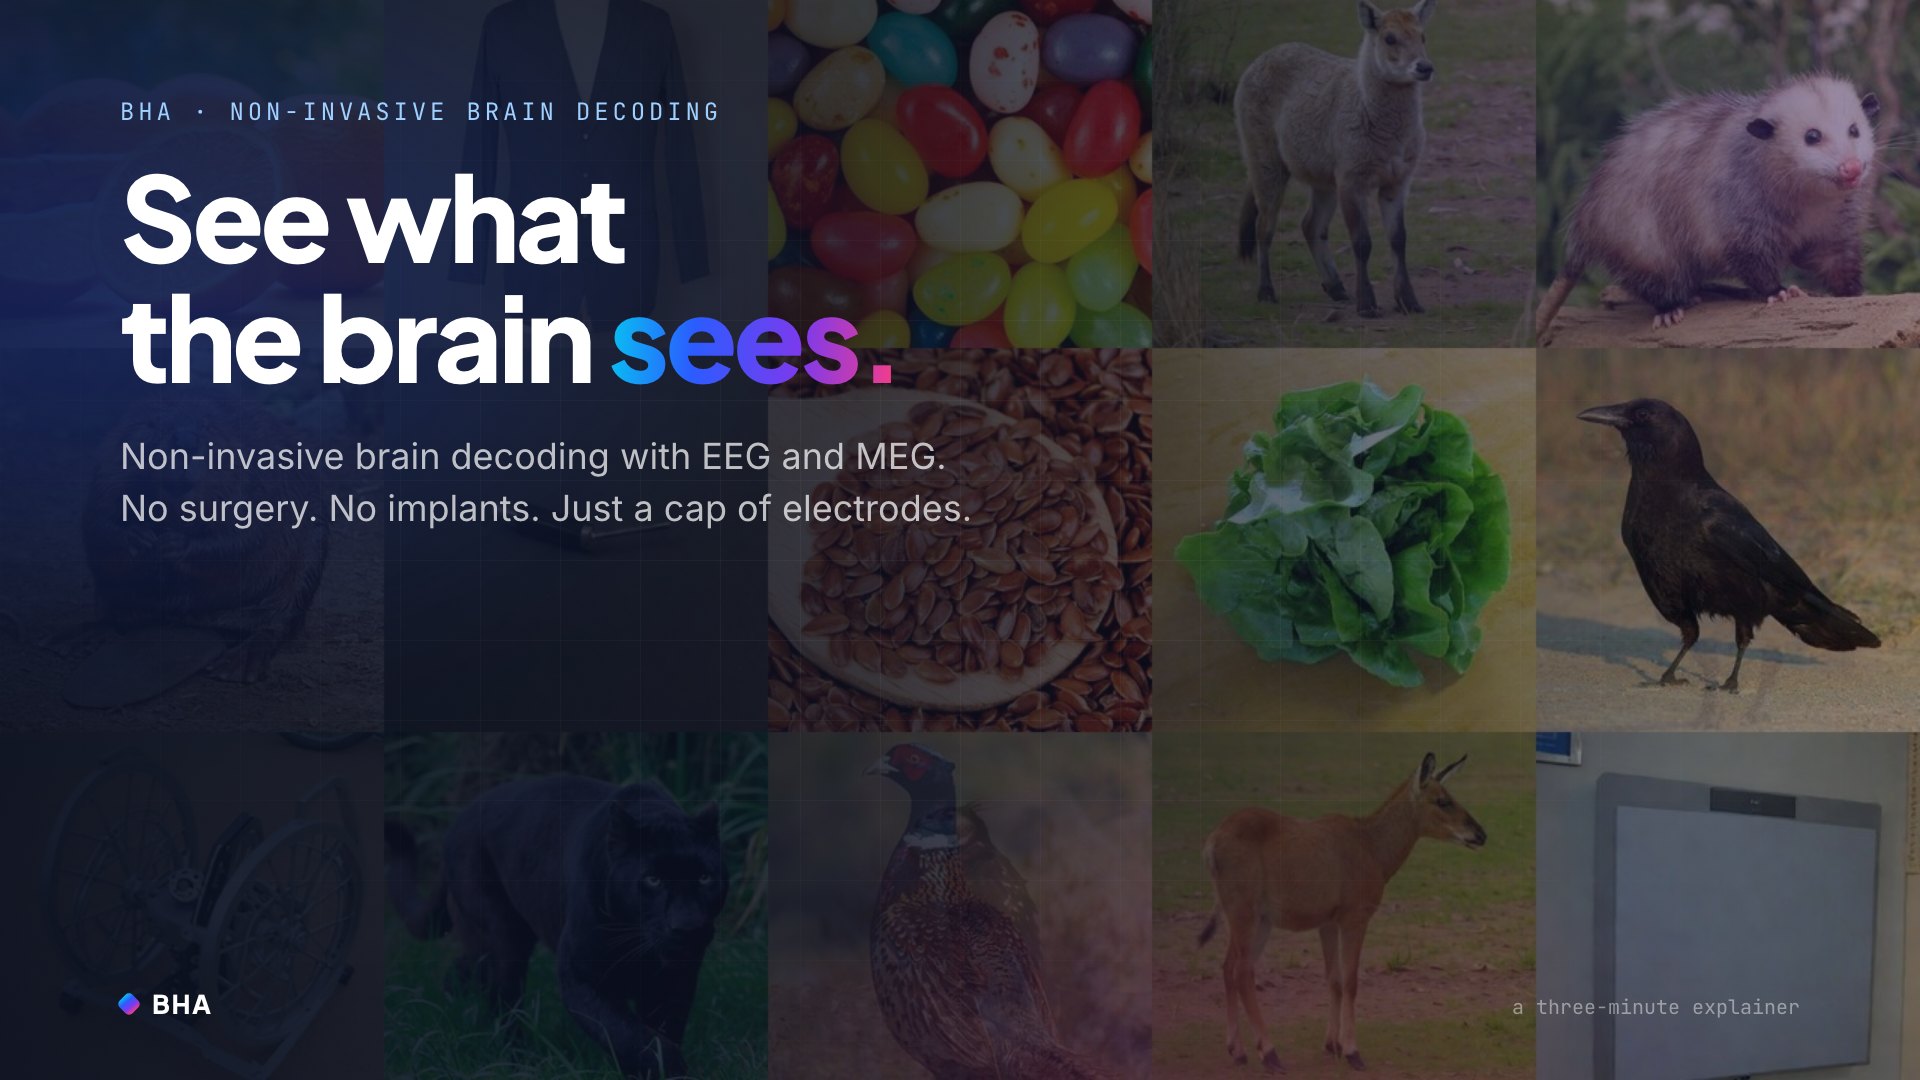 BHA · NON-INVASIVE BRAIN DECODING
See what
the brain sees.
Non-invasive brain decoding with EEG and MEG.
No surgery. No implants. Just a cap of electrodes.
BHA
a three-minute explainer